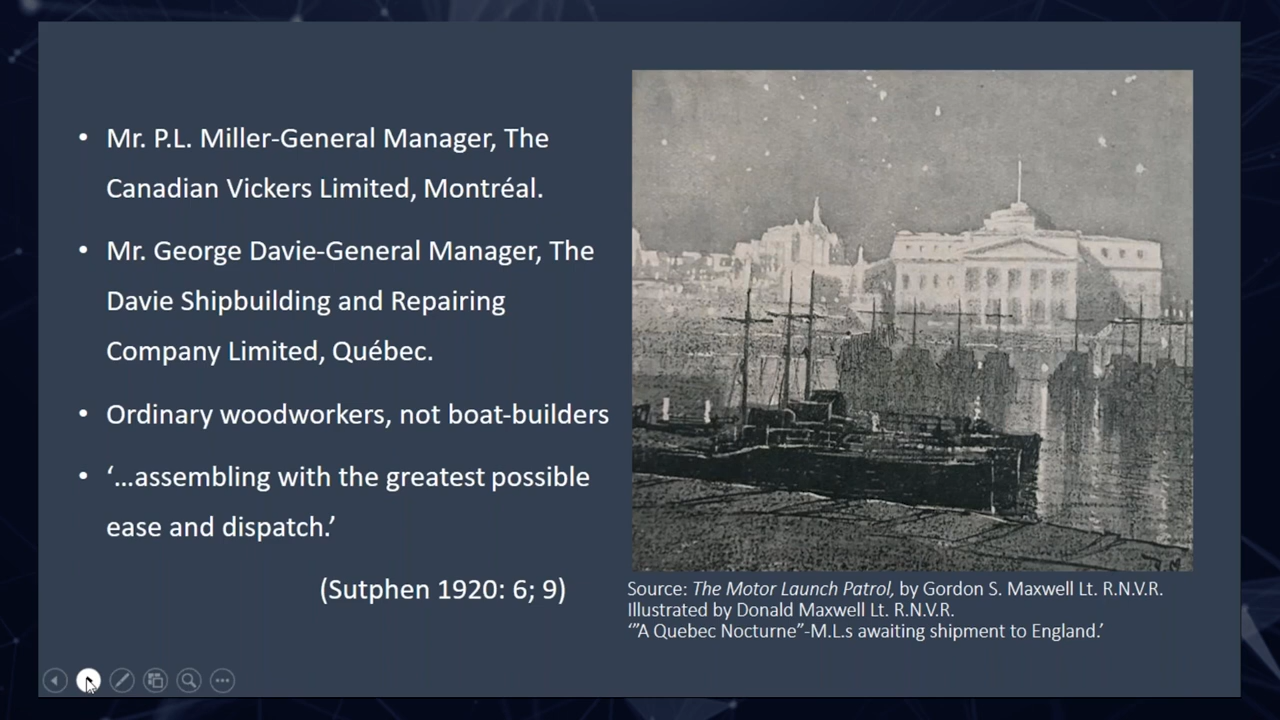 • Mr. P.L. Miller-General Manager, The
Canadian Vickers Limited, Montréal.
• Mr. George Davie-General Manager, The
Davie Shipbuilding and Repairing
Company Limited, Québec.
• Ordinary woodworkers, not boat-builders
• ‘…assembling with the greatest possible
ease and dispatch.’
(Sutphen 1920: 6; 9)
Source: The Motor Launch Patrol, by Gordon S. Maxwell Lt. R.N.V.R.
Illustrated by Donald Maxwell Lt. R.N.V.R.
‘”A Quebec Nocturne”-M.L.s awaiting shipment to England.’